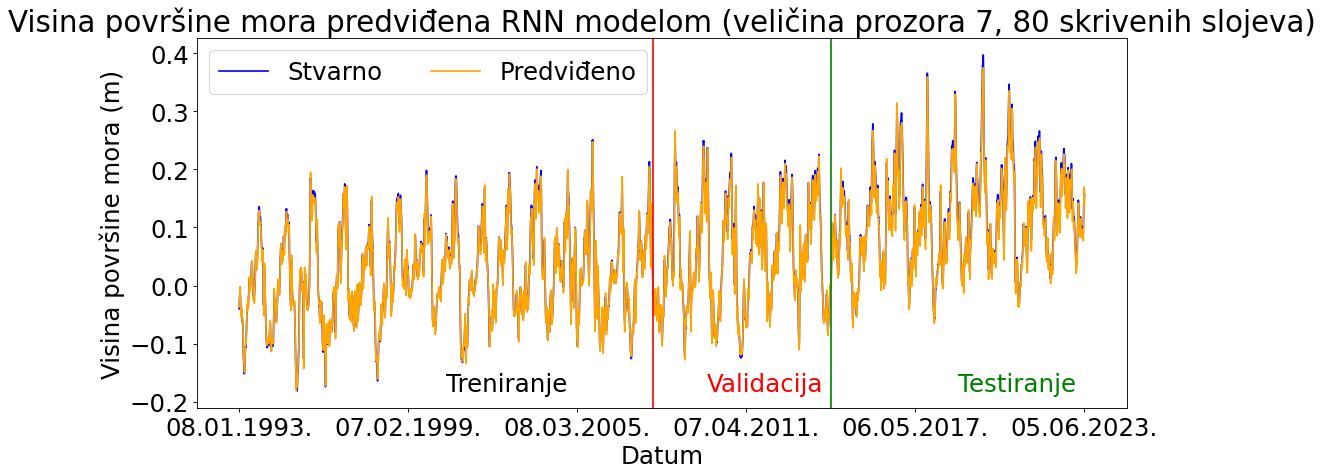 Visina površine mora predviđena RNN modelom (veličina prozora 7, 80 skrivenih slojeva)
Stvarno
Predviđeno
Visina površine mora (m)
0.4
0.3
0.2
0.1
0.0
−0.1
−0.2
Treniranje
Validacija
Testiranje
08.01.1993.
07.02.1999.
08.03.2005.
07.04.2011.
06.05.2017.
05.06.2023.
Datum